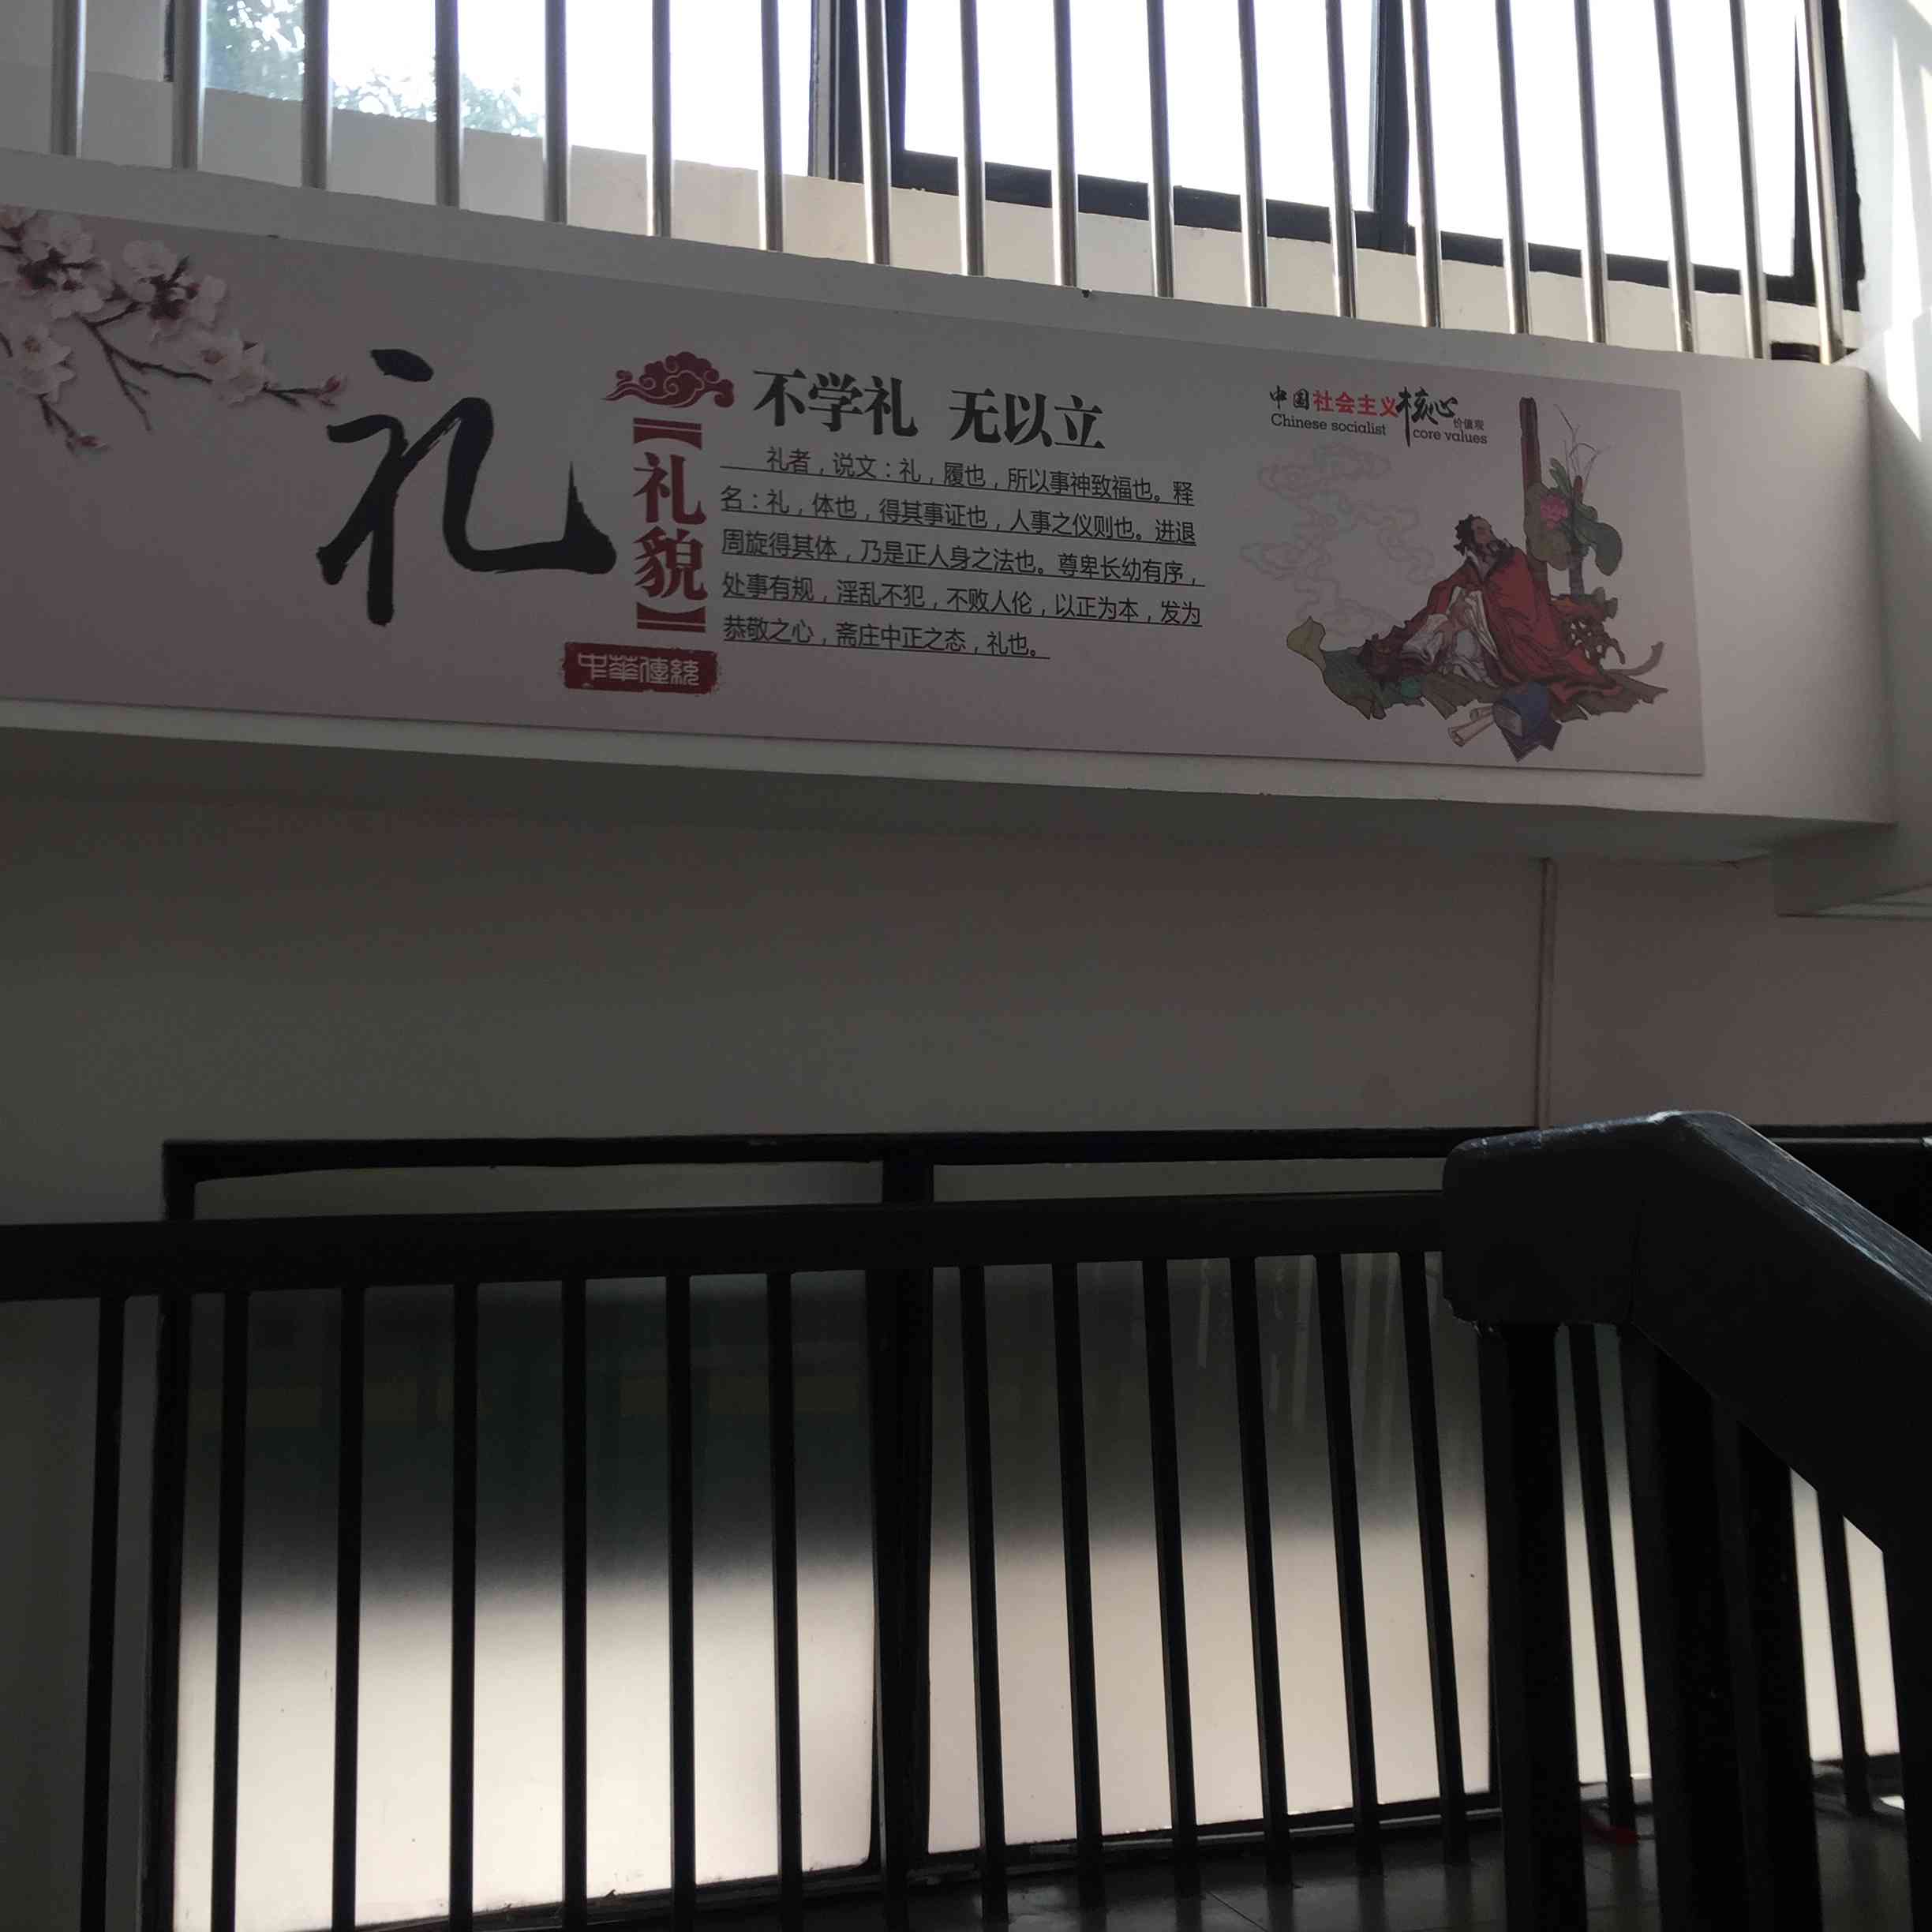 礼
【礼貌】
中華傳統
不学礼 无以立
礼者，说文：礼，履也，所以事神致福也。释
名：礼，体也，得其事证也，人事之仪则也。进退
周旋得其体，乃是正人身之法也。尊卑长幼有序，
处事有规，淫乱不犯，不败人伦，以正为本，发为
恭敬之心，斋庄中正之态，礼也。
中国社会主义核心价值观
Chinese socialist core values